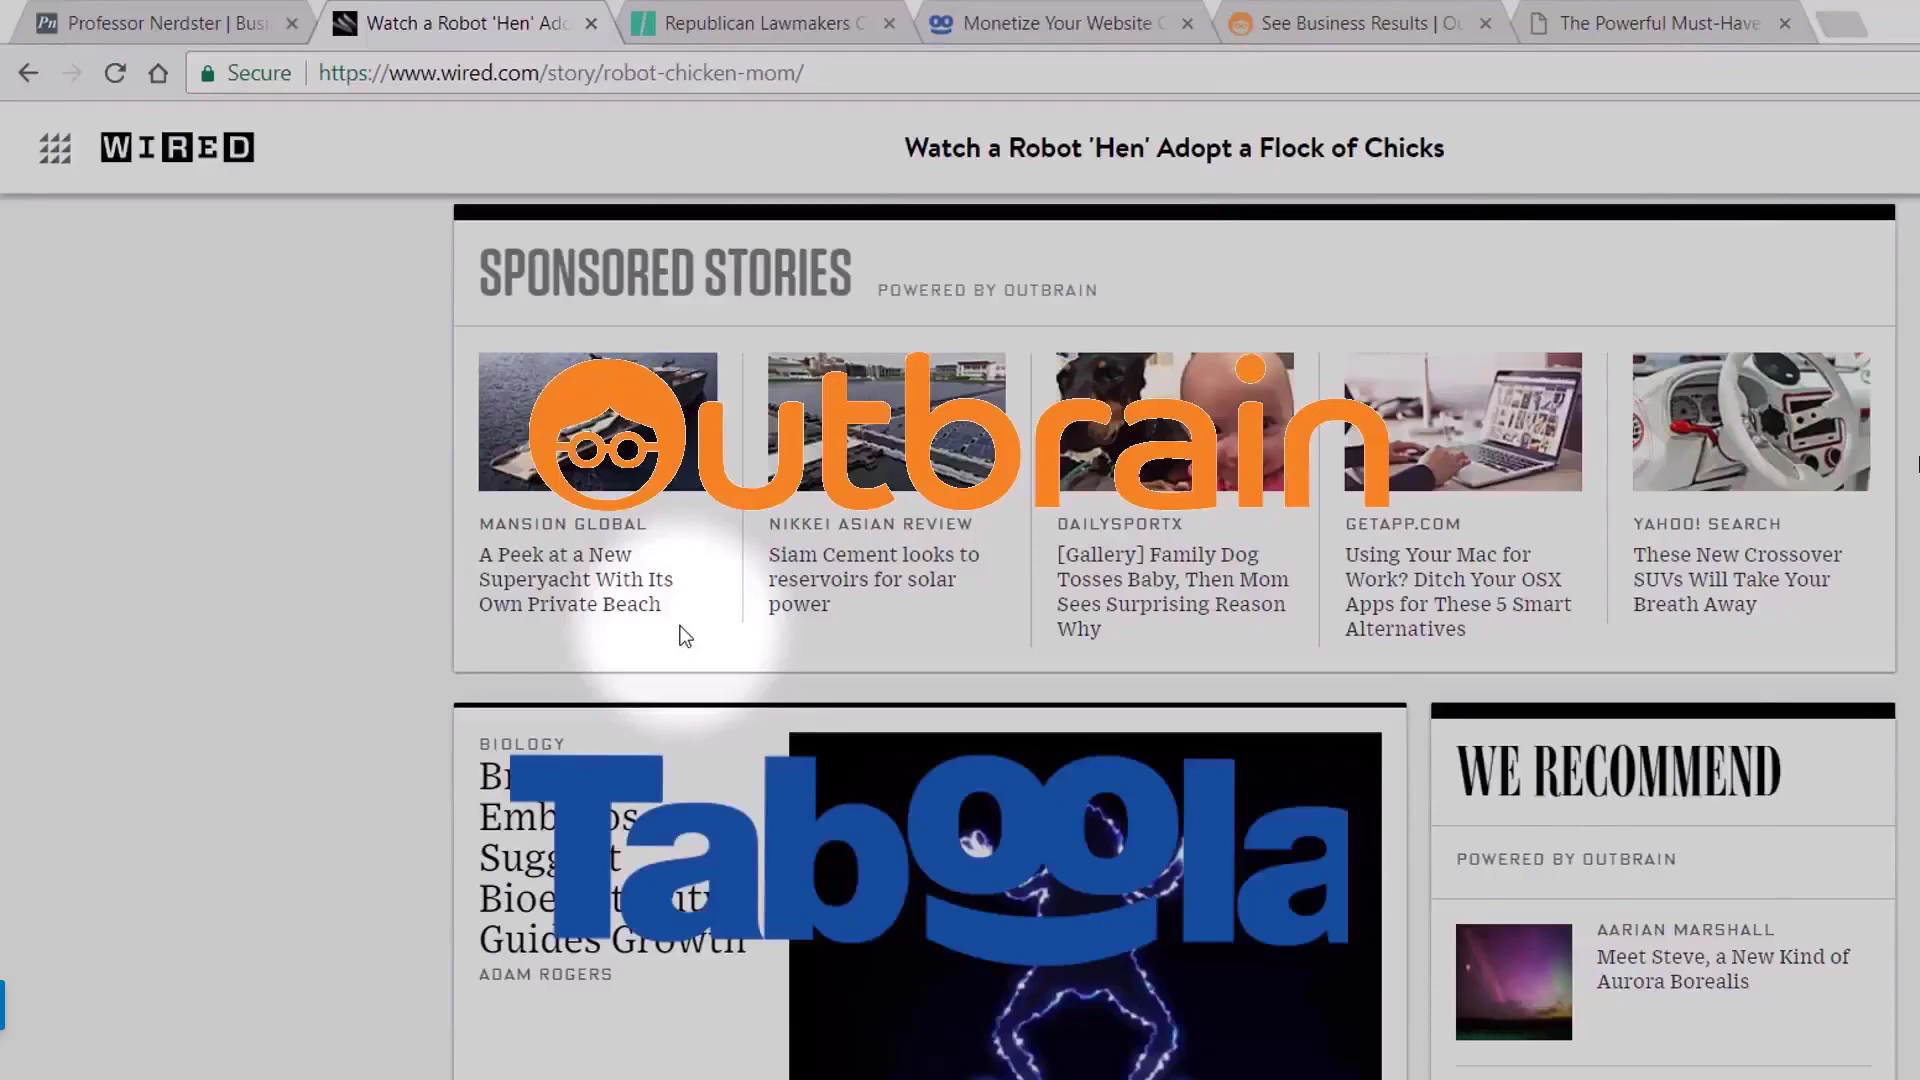 Professor Nerdster | Busi
Watch a Robot 'Hen' Ado
Republican Lawmakers C
Monetize Your Website
See Business Results | Ou
The Powerful Must-Have
Secure
https://www.wired.com/story/robot-chicken-mom/
WIRED
Watch a Robot 'Hen' Adopt a Flock of Chicks
SPONSORED STORIES
POWERED BY OUTBRAIN
Outbrain
MANSION GLOBAL
A Peek at a New
Superyacht With Its
Own Private Beach
NIKKEI ASIAN REVIEW
Siam Cement looks to
reservoirs for solar
power
DAILYSPORTX
[Gallery] Family Dog
Tosses Baby, Then Mom
Sees Surprising Reason
Why
GETAPP.COM
Using Your Mac for
Work? Ditch Your OSX
Apps for These 5 Smart
Alternatives
YAHOO! SEARCH
These New Crossover
SUVs Will Take Your
Breath Away
BIOLOGY
Guides Growth
ADAM ROGERS
Taboola
WE RECOMMEND
POWERED BY OUTBRAIN
AARIAN MARSHALL
Meet Steve, a New Kind of
Aurora Borealis